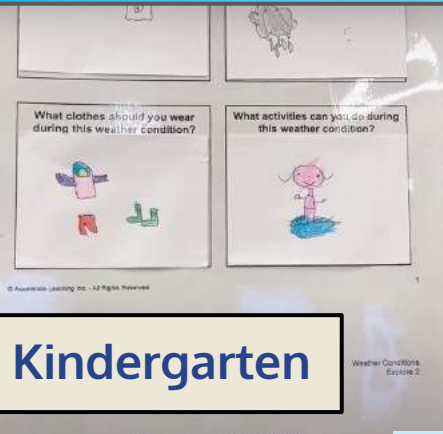 What clothes should you wear
during this weather condition?
What activities can you do during
this weather condition?
© Accelerate Learning Inc. - All Rights Reserved
1
Kindergarten
Weather Conditions
Explore 2